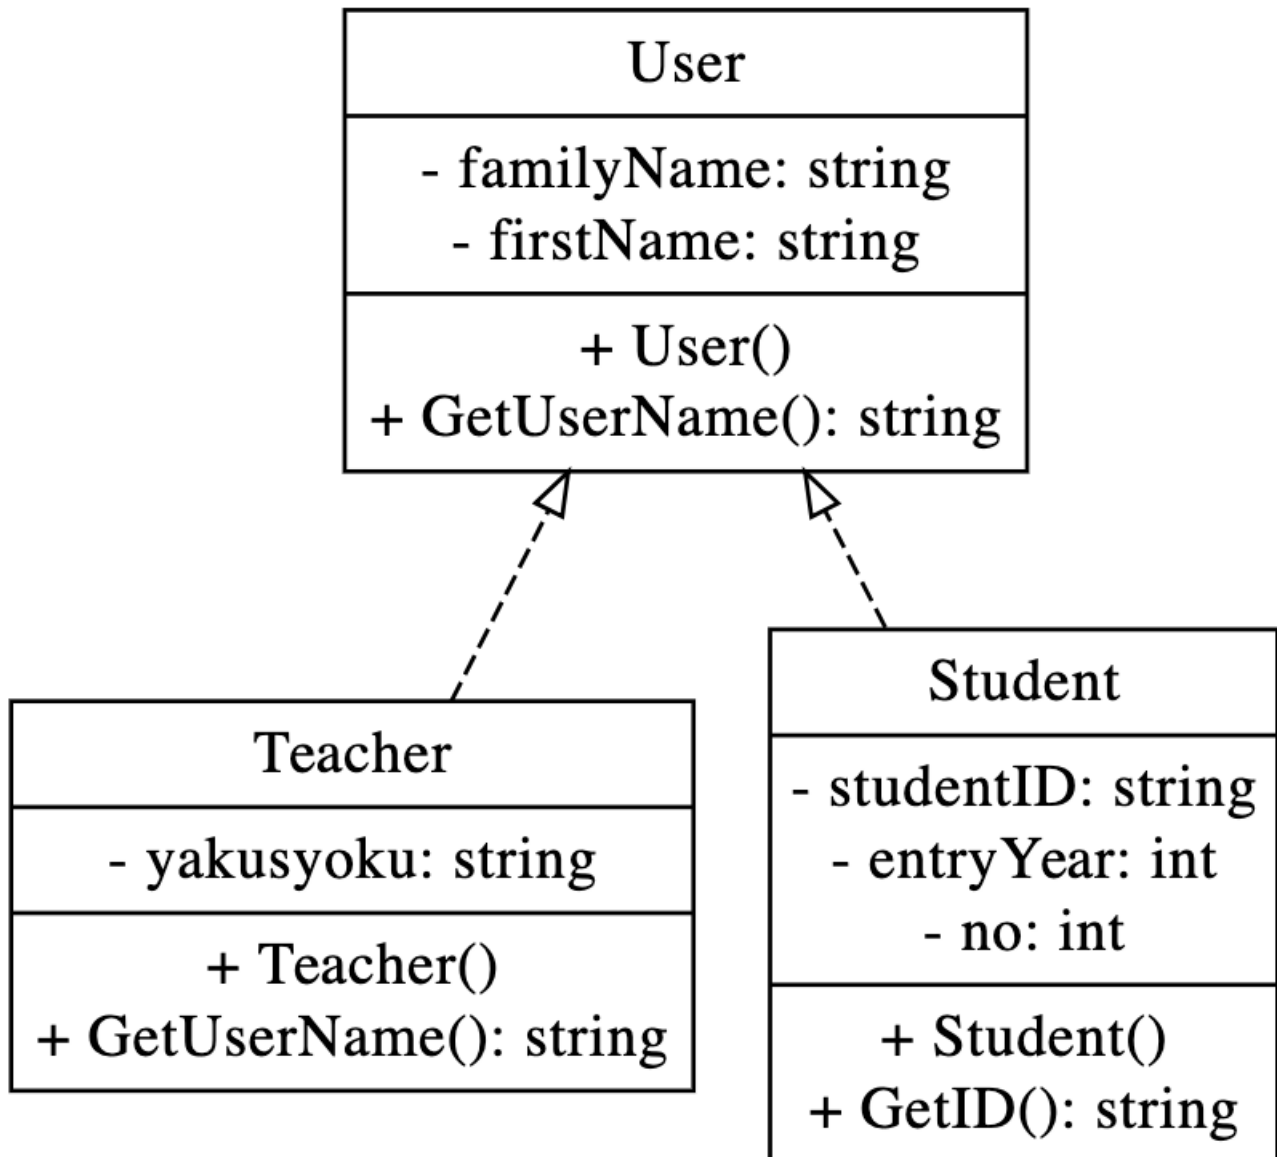 User
- familyName: string
- firstName: string
+ User()
+ GetUserName(): string
Teacher
- yakusyoku: string
+ Teacher()
+ GetUserName(): string
Student
- studentID: string
- entryYear: int
- no: int
+ Student()
+ GetID(): string